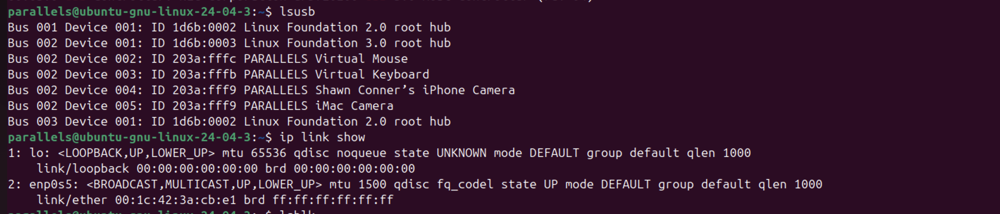 parallels@ubuntu-gnu-linux-24-04-3:~$ lsusb
Bus 001 Device 001: ID 1d6b:0002 Linux Foundation 2.0 root hub
Bus 002 Device 001: ID 1d6b:0003 Linux Foundation 3.0 root hub
Bus 002 Device 002: ID 203a:fffc PARALLELS Virtual Mouse
Bus 002 Device 003: ID 203a:fffb PARALLELS Virtual Keyboard
Bus 002 Device 004: ID 203a:fff9 PARALLELS Shawn Conner’s iPhone Camera
Bus 002 Device 005: ID 203a:fff9 PARALLELS iMac Camera
Bus 003 Device 001: ID 1d6b:0002 Linux Foundation 2.0 root hub
parallels@ubuntu-gnu-linux-24-04-3:~$ ip link show
1: lo: <LOOPBACK,UP,LOWER_UP> mtu 65536 qdisc noqueue state UNKNOWN mode DEFAULT group default qlen 1000
    link/loopback 00:00:00:00:00:00 brd 00:00:00:00:00:00
2: enp0s5: <BROADCAST,MULTICAST,UP,LOWER_UP> mtu 1500 qdisc fq_codel state UP mode DEFAULT group default qlen 1000
    link/ether 00:1c:42:3a:cb:e1 brd ff:ff:ff:ff:ff:ff